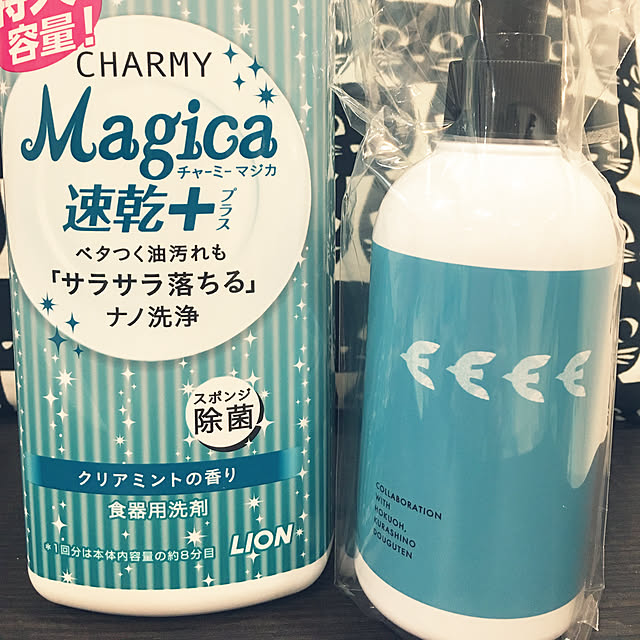 特大
容量!
CHARMY
Magica
チャーミー マジカ
速乾+
プラス
ベタつく油汚れも
「サラサラ落ちる」
ナノ洗浄
スポンジ
除菌
クリアミントの香り
食器用洗剤
*1回分は本体内容量の約8分目
LION
COLLABORATION
WITH
HOKUOH,
KURASHINO
DOUGUTEN